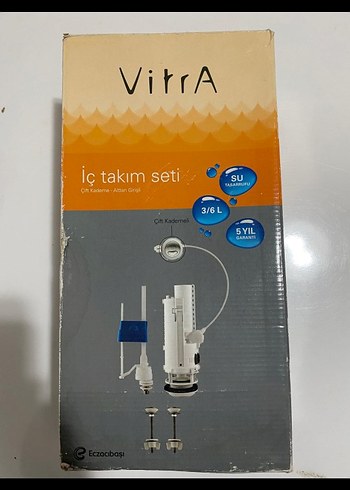 VitrA
İç takım seti
Çift Kademe - Alttan Girişli
SU
TASARRUFU
3/6 L
5 YIL
GARANTİ
Çift Kademeli
Eczacıbaşı